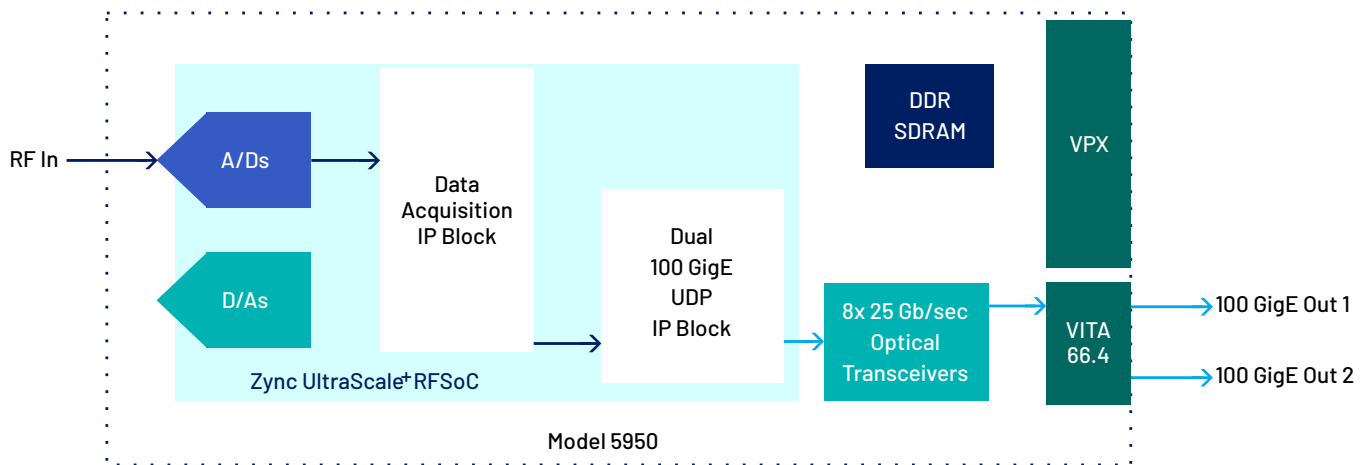 RF In
A/Ds
D/As
Data
Acquisition
IP Block
Dual
100 GigE
UDP
IP Block
Zync UltraScale+ RFSoC
DDR
SDRAM
8x 25 Gb/sec
Optical
Transceivers
VPX
VITA
66.4
100 GigE Out 1
100 GigE Out 2
Model 5950